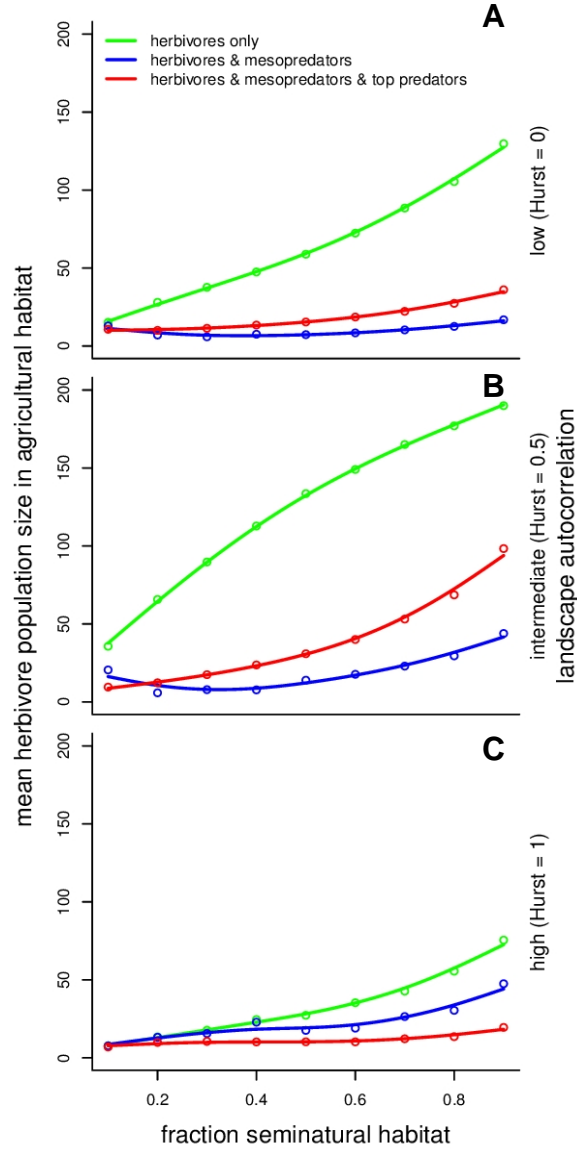 A
herbivores only
herbivores & mesopredators
herbivores & mesopredators & top predators
200
150
100
50
0
low (Hurst = 0)
B
200
150
100
50
0
intermediate (Hurst = 0.5)
landscape autocorrelation
mean herbivore population size in agricultural habitat
C
200
150
100
50
0
high (Hurst = 1)
0.2 0.4 0.6 0.8
fraction seminatural habitat